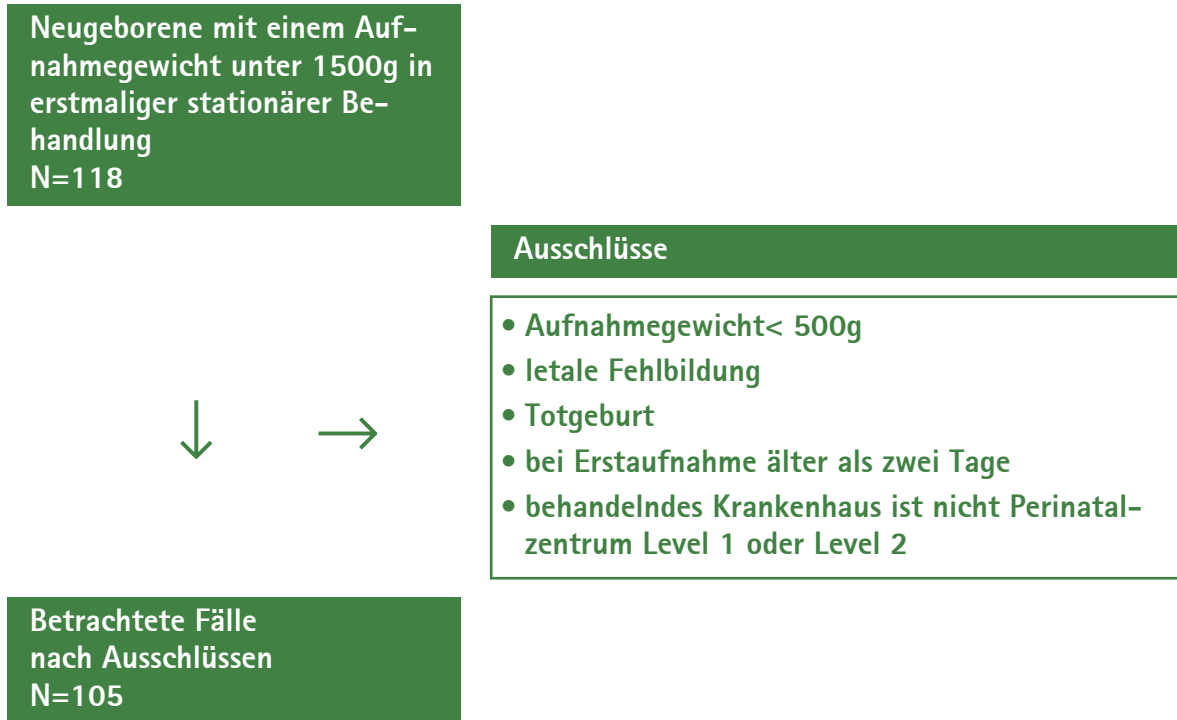 Neugeborene mit einem Auf-
nahmegewicht unter 1500g in
erstmaliger stationärer Be-
handlung
N=118
Ausschlüsse
• Aufnahmegewicht< 500g
• letale Fehlbildung
• Totgeburt
• bei Erstaufnahme älter als zwei Tage
• behandelndes Krankenhaus ist nicht Perinatal-
zentrum Level 1 oder Level 2
Betrachtete Fälle
nach Ausschlüssen
N=105